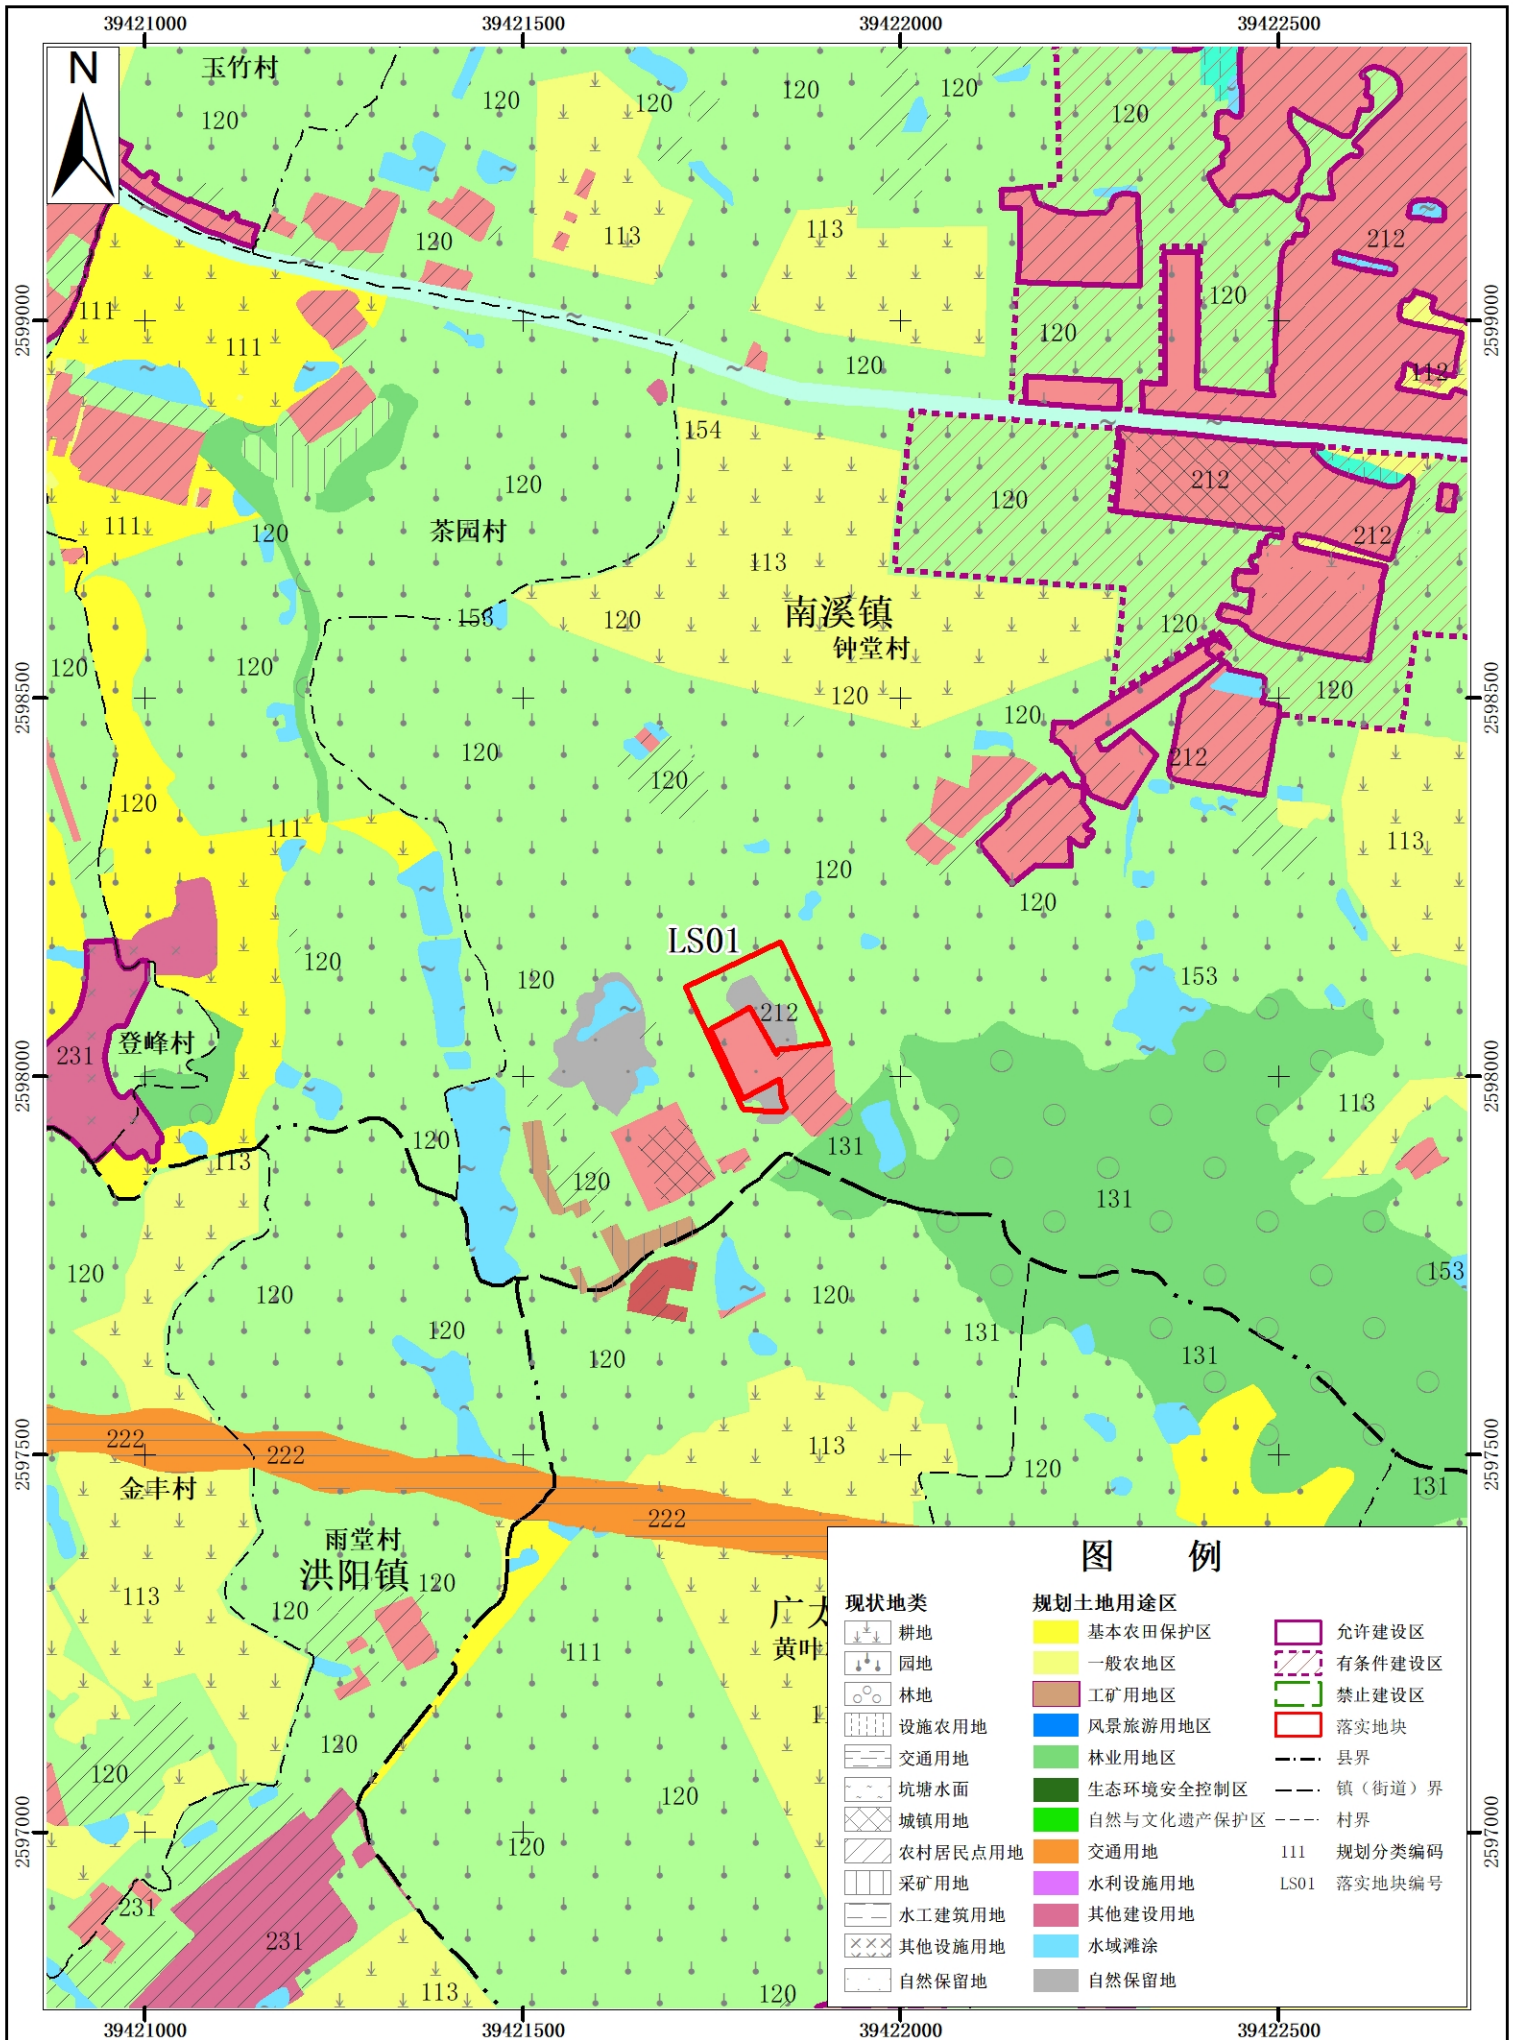 39421000 39421500 39422000 39422500
N
玉竹村
120 120 120 120 120 120
120 113 113 212
2599000 2599000
111 120 120
111 120 120 112
154
120 120 212
111 120 茶园村 212
113
153 120 南溪镇 120
钟堂村
120 120 120 120
2598500 2598500
120 120
120 212
120
111 113
120
120
LS01
120 120 153
212
登峰村
231
2598000 2598000
113
120 131
113 120 131
120 120 120 153
120 120 131 131
2597500 2597500
222 222 113 120 131
金丰村
222
雨堂村
洪阳镇 120
113 120
111
广太
黄叶
120
120 120
2597000 2597000
120
231
231
113 120
图 例
现状地类
耕地
园地
林地
设施农用地
交通用地
坑塘水面
城镇用地
农村居民点用地
采矿用地
水工建筑用地
其他设施用地
自然保留地
规划土地用途区
基本农田保护区
一般农地区
工矿用地区
风景旅游用地区
林业用地区
生态环境安全控制区
自然与文化遗产保护区
交通用地
水利设施用地
其他建设用地
水域滩涂
自然保留地
允许建设区
有条件建设区
禁止建设区
落实地块
县界
镇（街道）界
村界
111 规划分类编码
LS01 落实地块编号
39421000 39421500 39422000 39422500